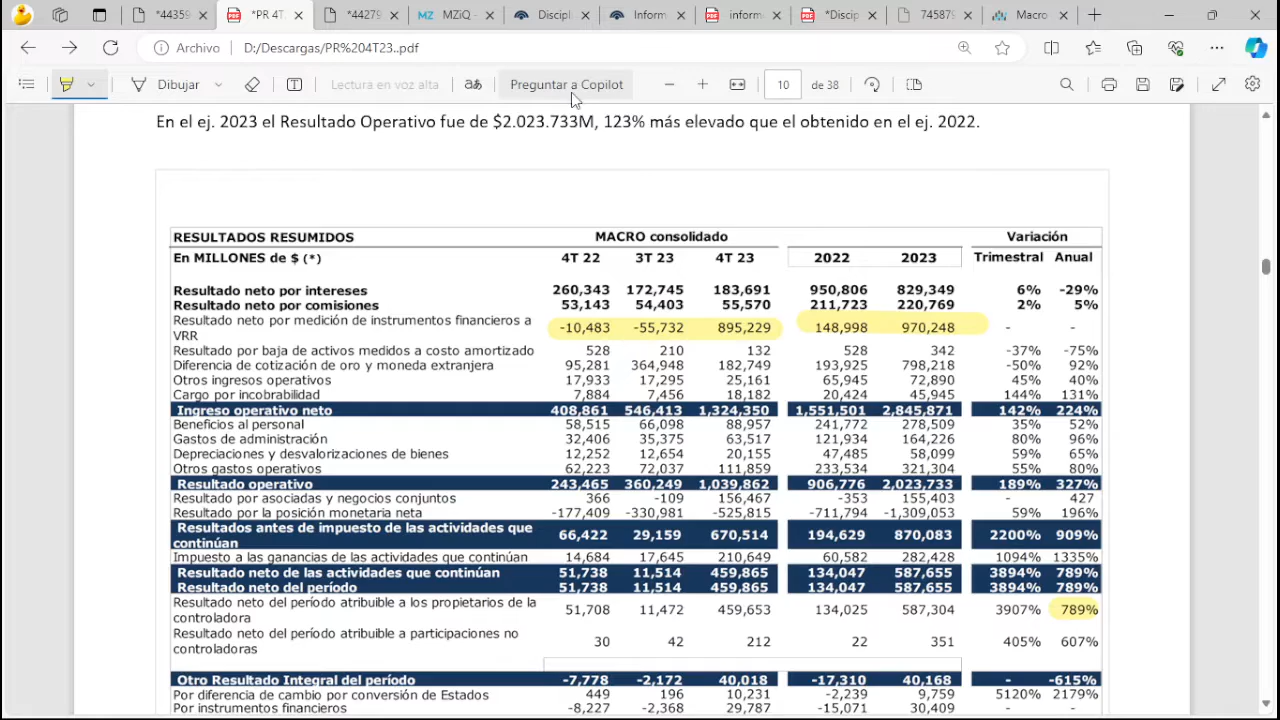 *44359
*PR 4T.
*44279
MZ MZiQ -
Discipl
Inform
inform
*Discip
745879
Macro
Archivo D:/Descargas/PR%204T23..pdf
Dibujar Lectura en voz alta aあ Preguntar a Copilot 10 de 38
En el ej. 2023 el Resultado Operativo fue de $2.023.733M, 123% más elevado que el obtenido en el ej. 2022.
RESULTADOS RESUMIDOS MACRO consolidado Variación
En MILLONES de $ (*) 4T 22 3T 23 4T 23 2022 2023 Trimestral Anual
Resultado neto por intereses 260,343 172,745 183,691 950,806 829,349 6% -29%
Resultado neto por comisiones 53,143 54,403 55,570 211,723 220,769 2% 5%
Resultado neto por medición de instrumentos financieros a
VRR -10,483 -55,732 895,229 148,998 970,248 - -
Resultado por baja de activos medidos a costo amortizado 528 210 132 528 342 -37% -75%
Diferencia de cotización de oro y moneda extranjera 95,281 364,948 182,749 193,925 798,218 -50% 92%
Otros ingresos operativos 17,933 17,295 25,161 65,945 72,890 45% 40%
Cargo por incobrabilidad 7,884 7,456 18,182 20,424 45,945 144% 131%
Ingreso operativo neto 408,861 546,413 1,324,350 1,551,501 2,845,871 142% 224%
Beneficios al personal 58,515 66,098 88,957 241,772 278,509 35% 52%
Gastos de administración 32,406 35,375 63,517 121,934 164,226 80% 96%
Depreciaciones y desvalorizaciones de bienes 12,252 12,654 20,155 47,485 58,099 59% 65%
Otros gastos operativos 62,223 72,037 111,859 233,534 321,304 55% 80%
Resultado operativo 243,465 360,249 1,039,862 906,776 2,023,733 189% 327%
Resultado por asociadas y negocios conjuntos 366 -109 156,467 -353 155,403 - 427
Resultado por la posición monetaria neta -177,409 -330,981 -525,815 -711,794 -1,309,053 59% 196%
Resultados antes de impuesto de las actividades que
continúan 66,422 29,159 670,514 194,629 870,083 2200% 909%
Impuesto a las ganancias de las actividades que continúan 14,684 17,645 210,649 60,582 282,428 1094% 1335%
Resultado neto de las actividades que continúan 51,738 11,514 459,865 134,047 587,655 3894% 789%
Resultado neto del período 51,738 11,514 459,865 134,047 587,655 3894% 789%
Resultado neto del período atribuible a los propietarios de la
controladora 51,708 11,472 459,653 134,025 587,304 3907% 789%
Resultado neto del período atribuible a participaciones no
controladoras 30 42 212 22 351 405% 607%
Otro Resultado Integral del período -7,778 -2,172 40,018 -17,310 40,168 - -615%
Por diferencia de cambio por conversión de Estados 449 196 10,231 -2,239 9,759 5120% 2179%
Por instrumentos financieros -8,227 -2,368 29,787 -15,071 30,409 - -